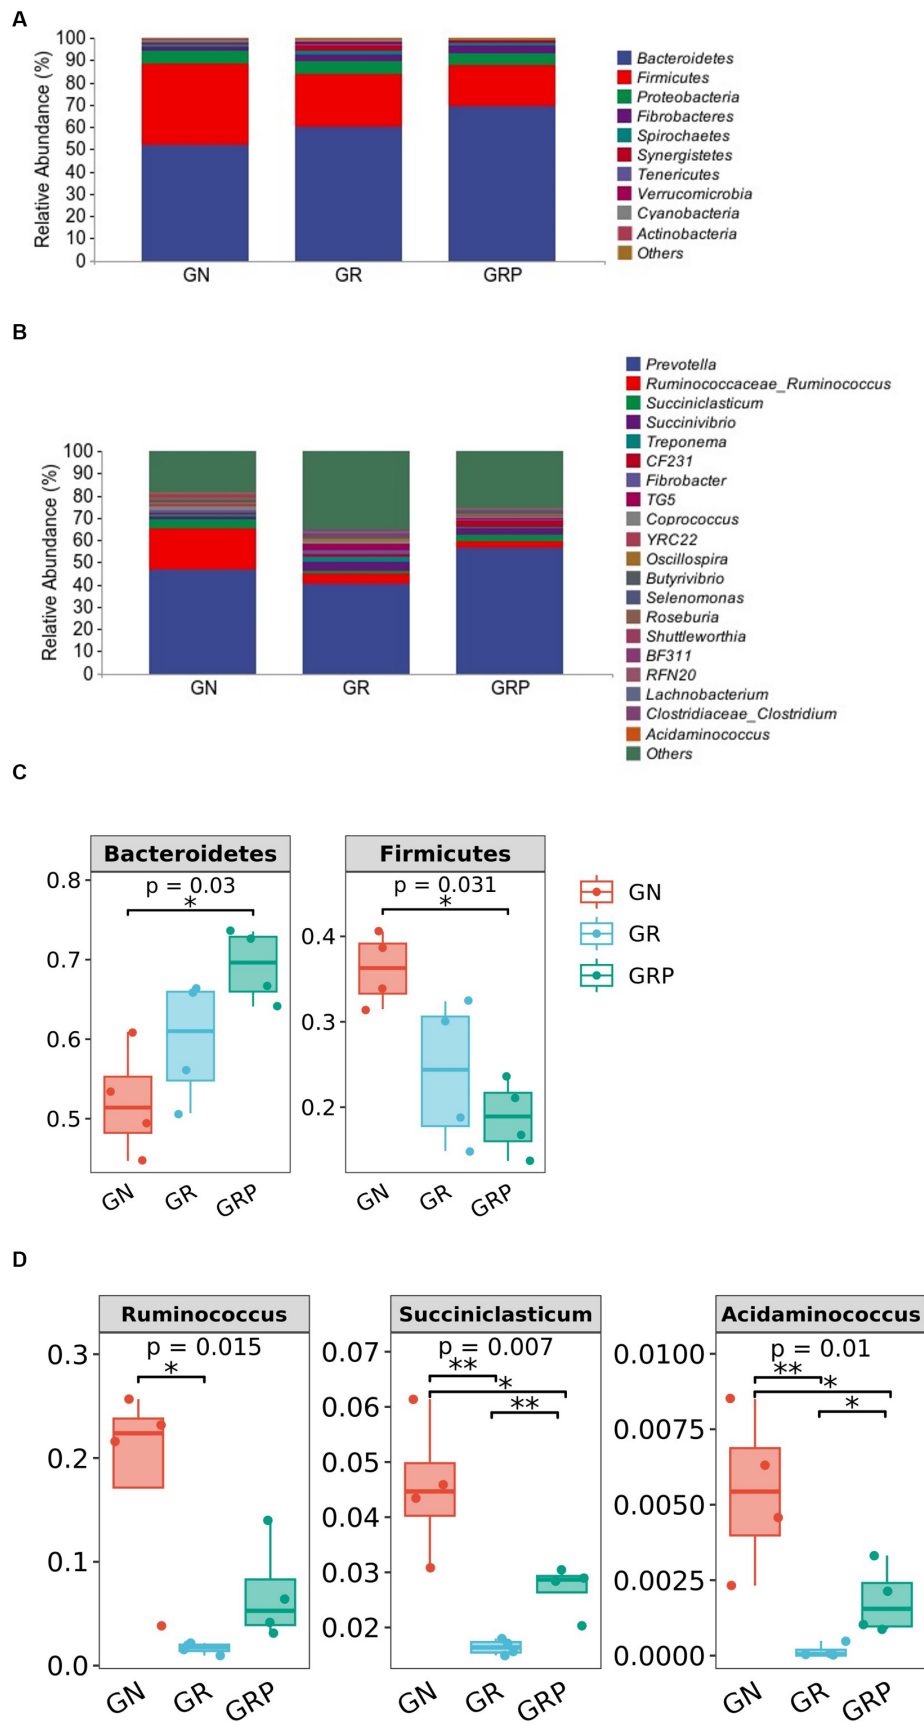 A
Relative Abundance (%)
100
90
80
70
60
50
40
30
20
10
0
GN GR GRP
Bacteroidetes
Firmicutes
Proteobacteria
Fibrobacteres
Spirochaetes
Synergistetes
Tenericutes
Verrucomicrobia
Cyanobacteria
Actinobacteria
Others
B
Relative Abundance (%)
100
90
80
70
60
50
40
30
20
10
0
GN GR GRP
Prevotella
Ruminococcaceae_Ruminococcus
Succiniclasticum
Succinivibrio
Treponema
CF231
Fibrobacter
TG5
Coprococcus
YRC22
Oscillospira
Butyrivibrio
Selenomonas
Roseburia
Shuttleworthia
BF311
RFN20
Lachnobacterium
Clostridiaceae_Clostridium
Acidaminococcus
Others
C
Bacteroidetes
p = 0.03
*
0.8
0.7
0.6
0.5
GN GR GRP
Firmicutes
p = 0.031
*
0.4
0.3
0.2
GN GR GRP
GN
GR
GRP
D
Ruminococcus
p = 0.015
*
0.3
0.2
0.1
0.0
GN GR GRP
Succiniclasticum
p = 0.007
**
*
**
0.07
0.06
0.05
0.04
0.03
0.02
GN GR GRP
Acidaminococcus
p = 0.01
**
*
*
0.0100
0.0075
0.0050
0.0025
0.0000
GN GR GRP